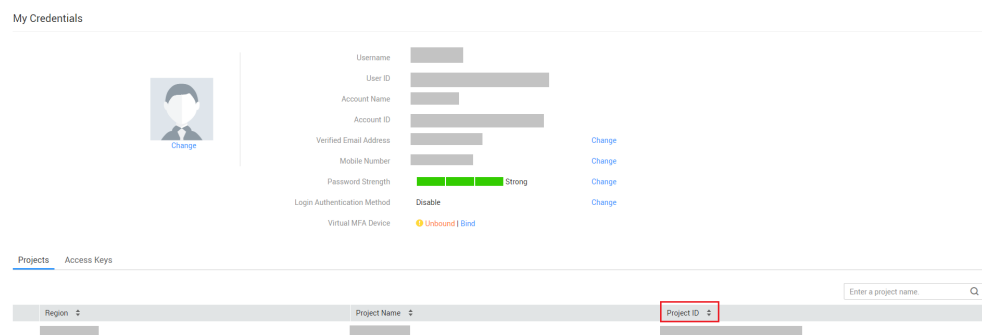 My Credentials
Username
User ID
Account Name
Account ID
Verified Email Address Change
Mobile Number Change
Password Strength Strong Change
Login Authentication Method Disable Change
Virtual MFA Device Unbound | Bind
Change
Projects Access Keys
Enter a project name.
Region Project Name Project ID